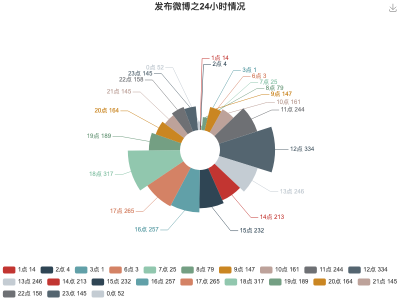 发布微博之24小时情况
1点 14
2点 4
0点 52
23点 145
22点 158
21点 145
20点 164
19点 189
18点 317
17点 265
16点 257
3点 1
6点 3
7点 25
8点 79
9点 147
10点 161
11点 244
12点 334
13点 246
14点 213
15点 232
1点 14 2点 4 3点 1 6点 3 7点 25 8点 79 9点 147 10点 161 11点 244 12点 334
13点 246 14点 213 15点 232 16点 257 17点 265 18点 317 19点 189 20点 164 21点 145
22点 158 23点 145 0点 52